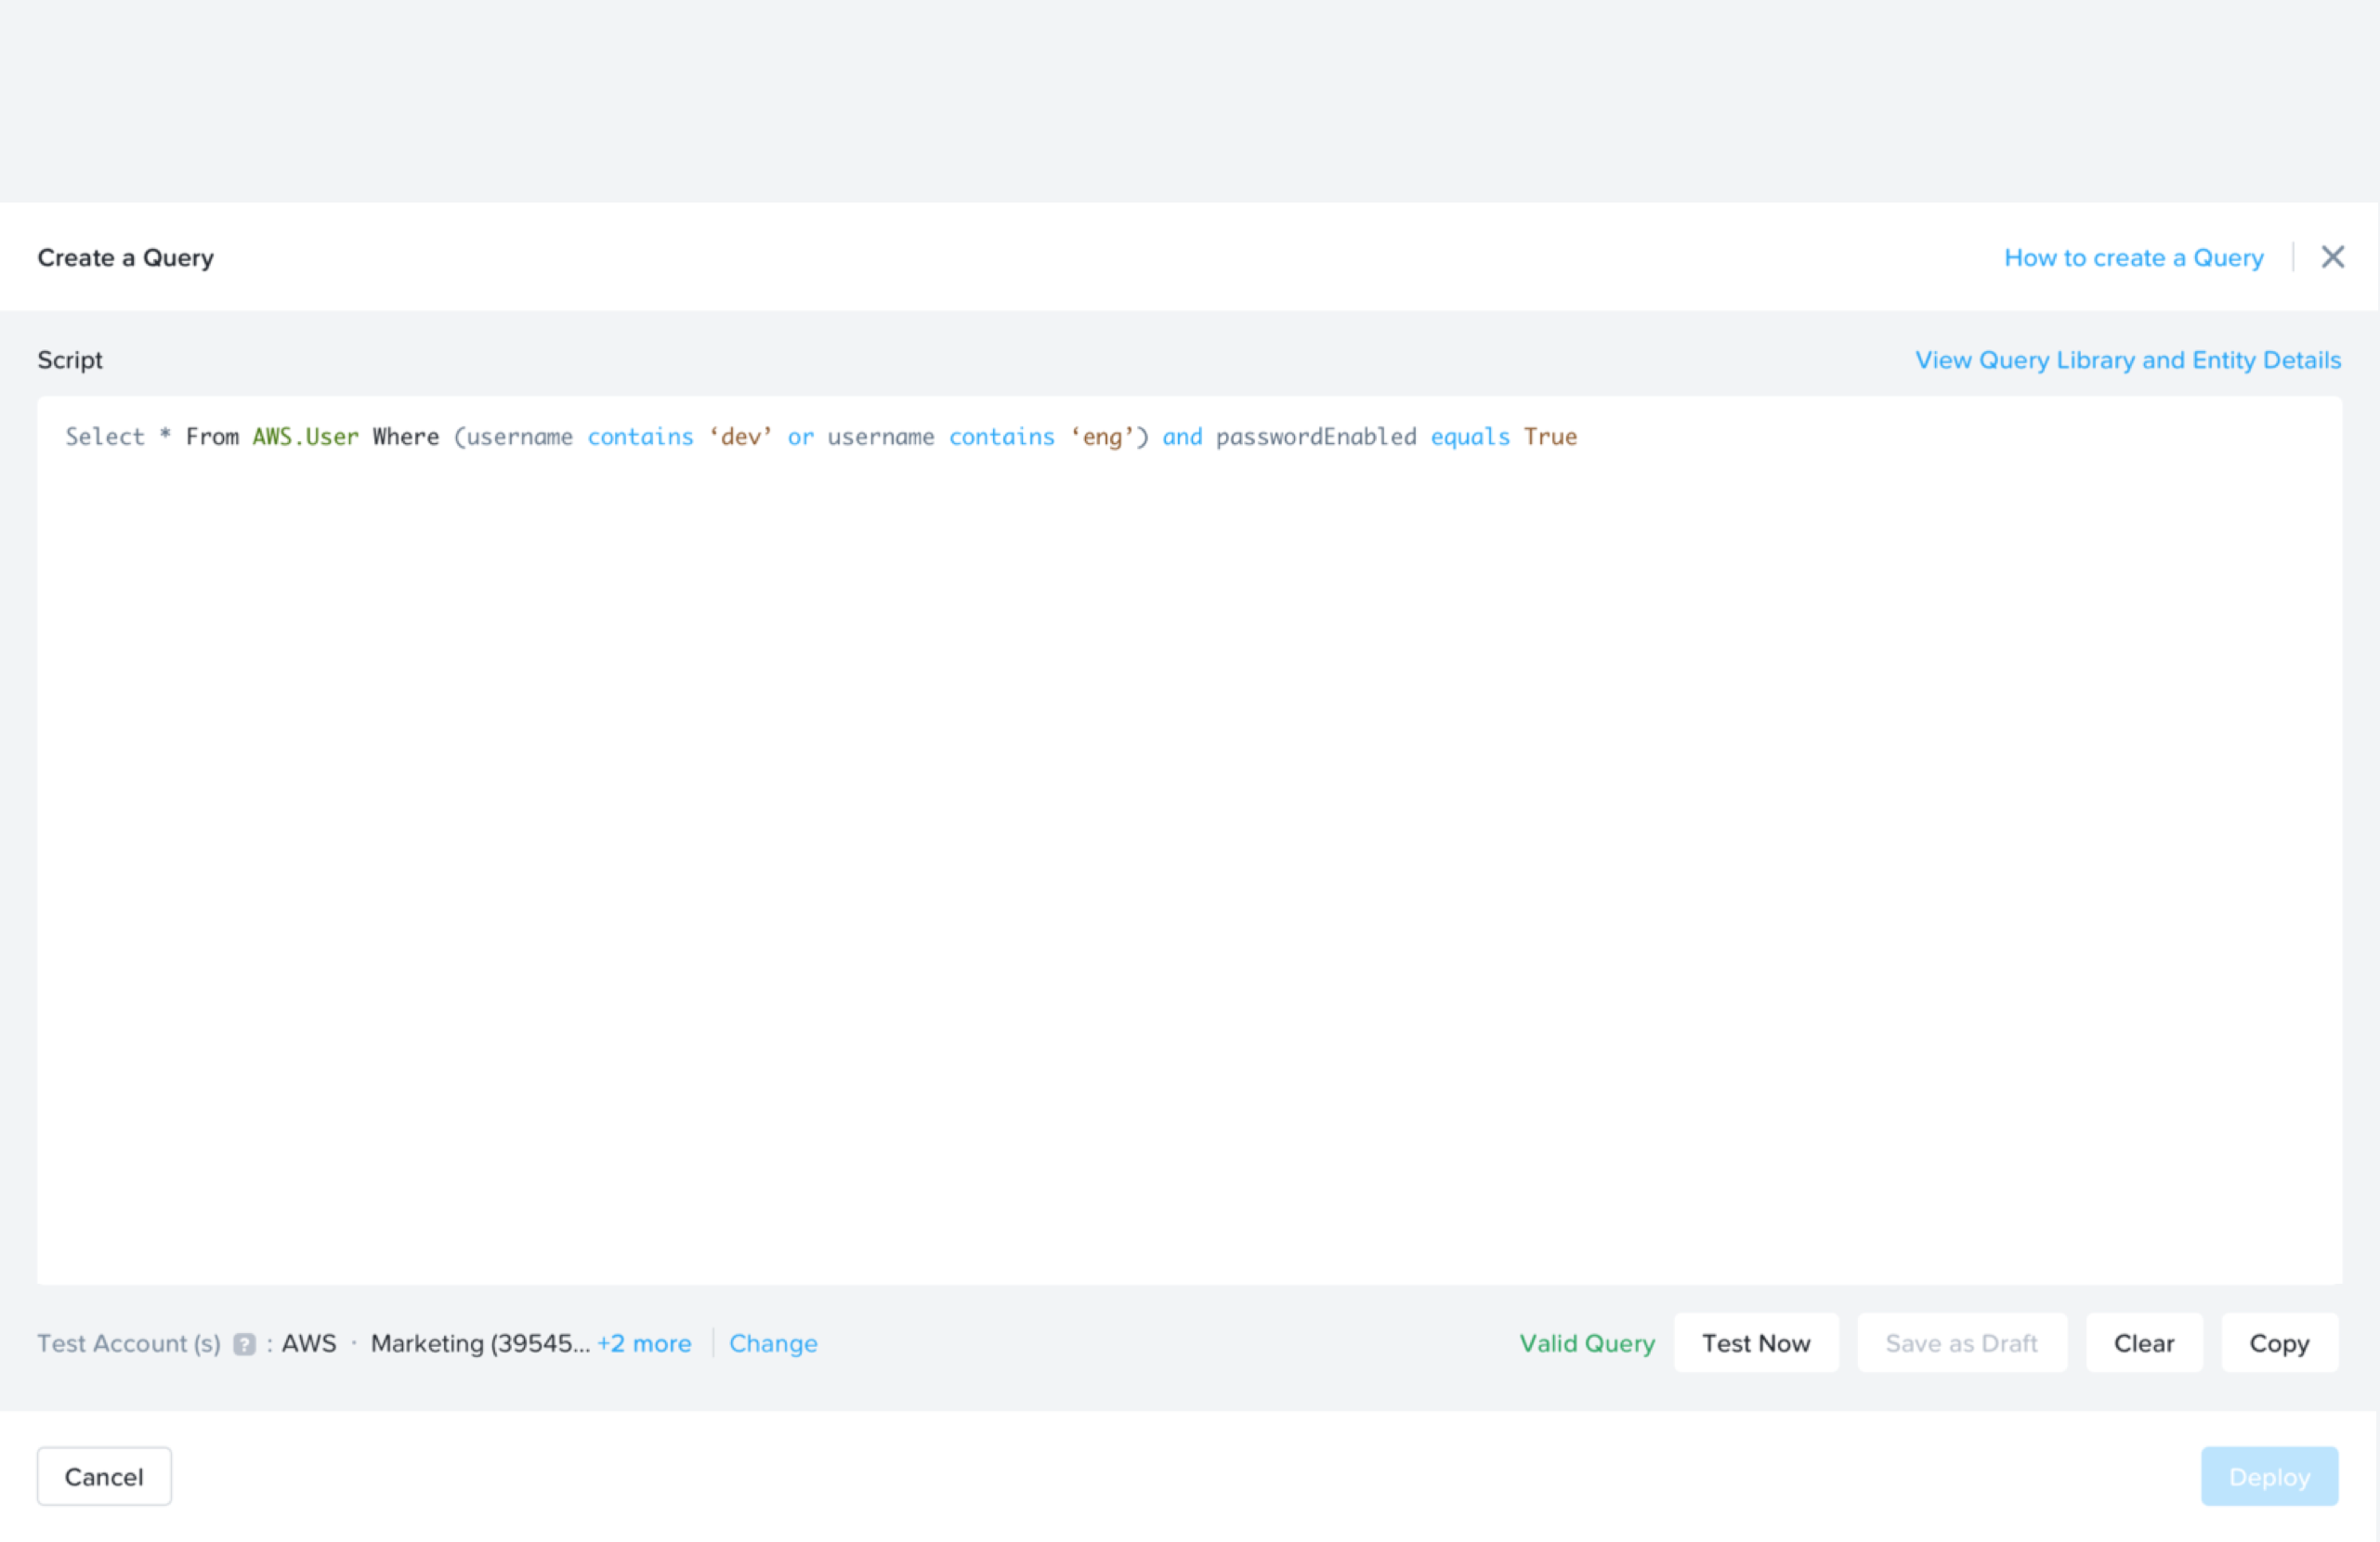 Create a Query
How to create a Query
Script
View Query Library and Entity Details
Select * From AWS.User Where (username contains ‘dev’ or username contains ‘eng’) and passwordEnabled equals True
Test Account (s) ? : AWS · Marketing (39545... +2 more Change
Valid Query Test Now Save as Draft Clear Copy
Cancel
Deploy